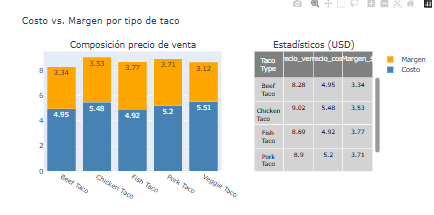 Costo vs. Margen por tipo de taco
Composición precio de venta
8
6
4
2
0
3.34
3.53
3.77
3.71
3.12
4.95
5.48
4.92
5.2
5.51
Beef Taco
Chicken Taco
Fish Taco
Pork Taco
Veggie Taco
Estadísticos (USD)
Taco Type
Beef Taco 8.28 4.95 3.34
Chicken Taco 9.02 5.48 3.53
Fish Taco 8.69 4.92 3.77
Pork Taco 8.9 5.2 3.71
Margen
Costo